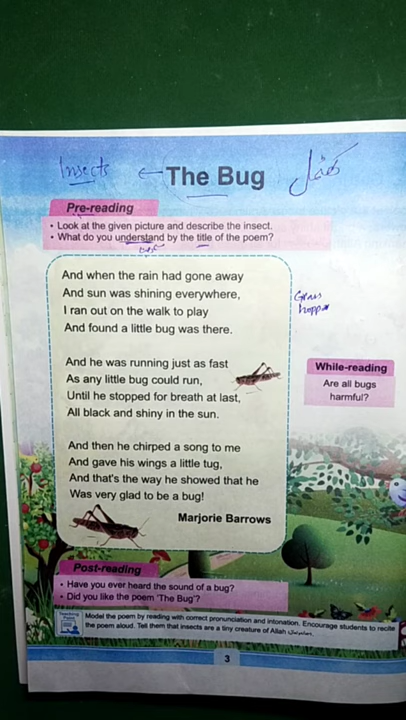 Insects ← The Bug کھٹمل
Pre-reading
• Look at the given picture and describe the insect.
• What do you understand by the title of the poem?
And when the rain had gone away
And sun was shining everywhere,
I ran out on the walk to play
And found a little bug was there.
Grass
hopper
And he was running just as fast
As any little bug could run,
Until he stopped for breath at last,
All black and shiny in the sun.
While-reading
Are all bugs
harmful?
And then he chirped a song to me
And gave his wings a little tug,
And that's the way he showed that he
Was very glad to be a bug!
Marjorie Barrows
Post-reading
• Have you ever heard the sound of a bug?
• Did you like the poem 'The Bug'?
Teaching
Point
Model the poem by reading with correct pronunciation and intonation. Encourage students to recite
the poem aloud. Tell them that insects are a tiny creature of Allah
3